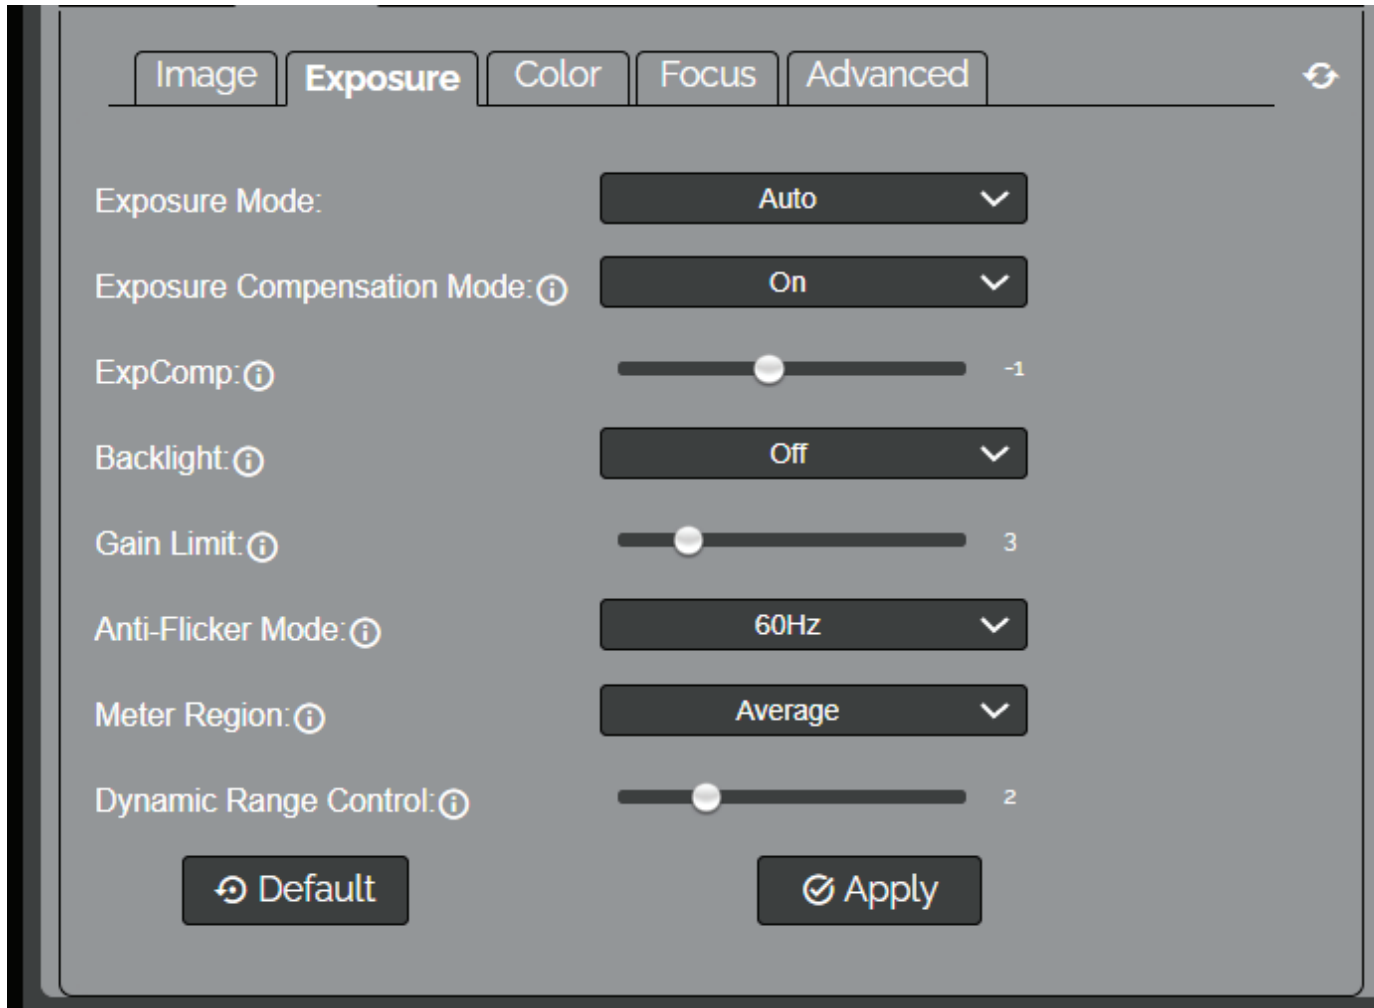 Image Exposure Color Focus Advanced
Exposure Mode: Auto
Exposure Compensation Mode: On
ExpComp: -1
Backlight: Off
Gain Limit: 3
Anti-Flicker Mode: 60Hz
Meter Region: Average
Dynamic Range Control: 2
Default Apply